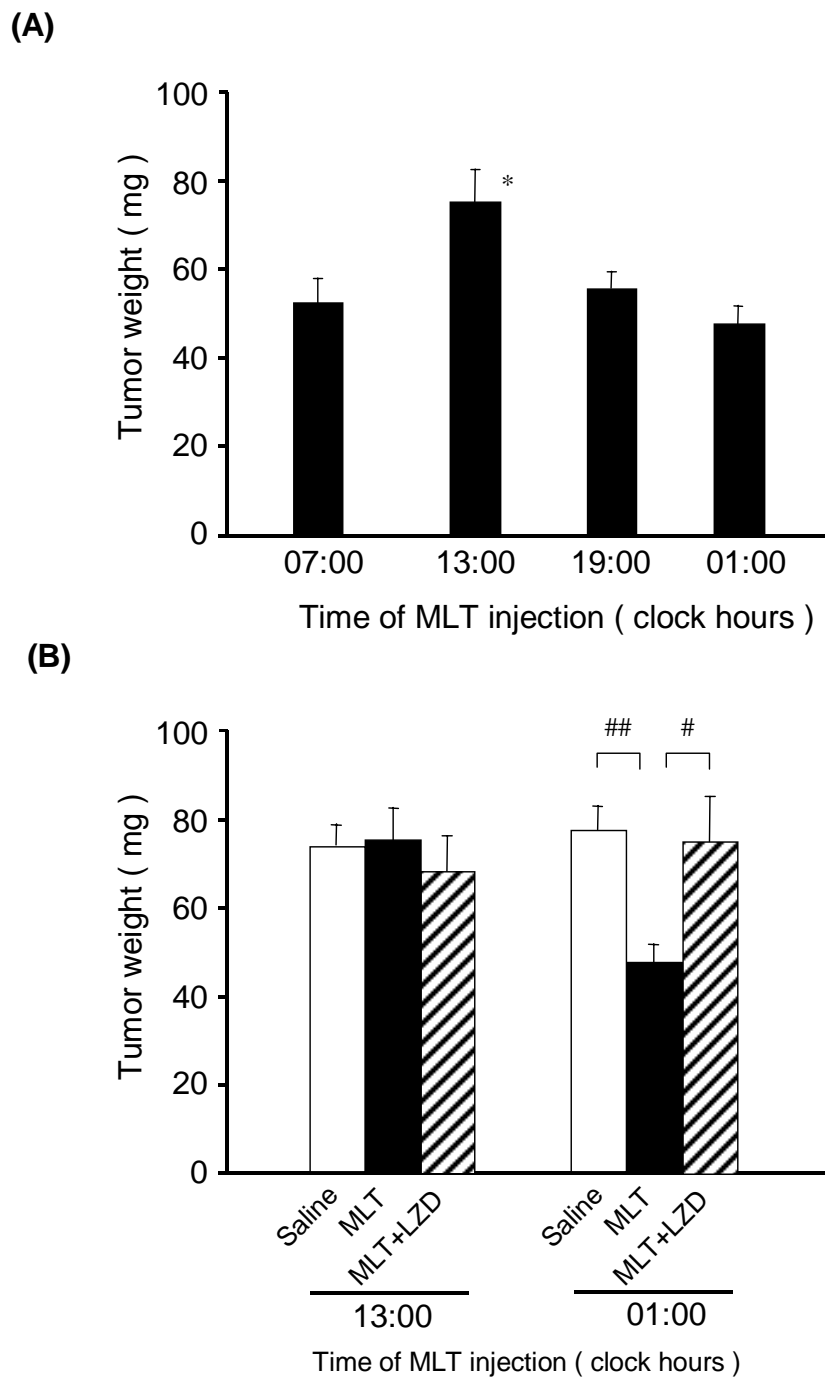 (A)
Tumor weight ( mg )
100
80
60
40
20
0
*
07:00 13:00 19:00 01:00
Time of MLT injection ( clock hours )
(B)
Tumor weight ( mg )
100
80
60
40
20
0
## #
Saline MLT MLT+LZD Saline MLT MLT+LZD
13:00 01:00
Time of MLT injection ( clock hours )